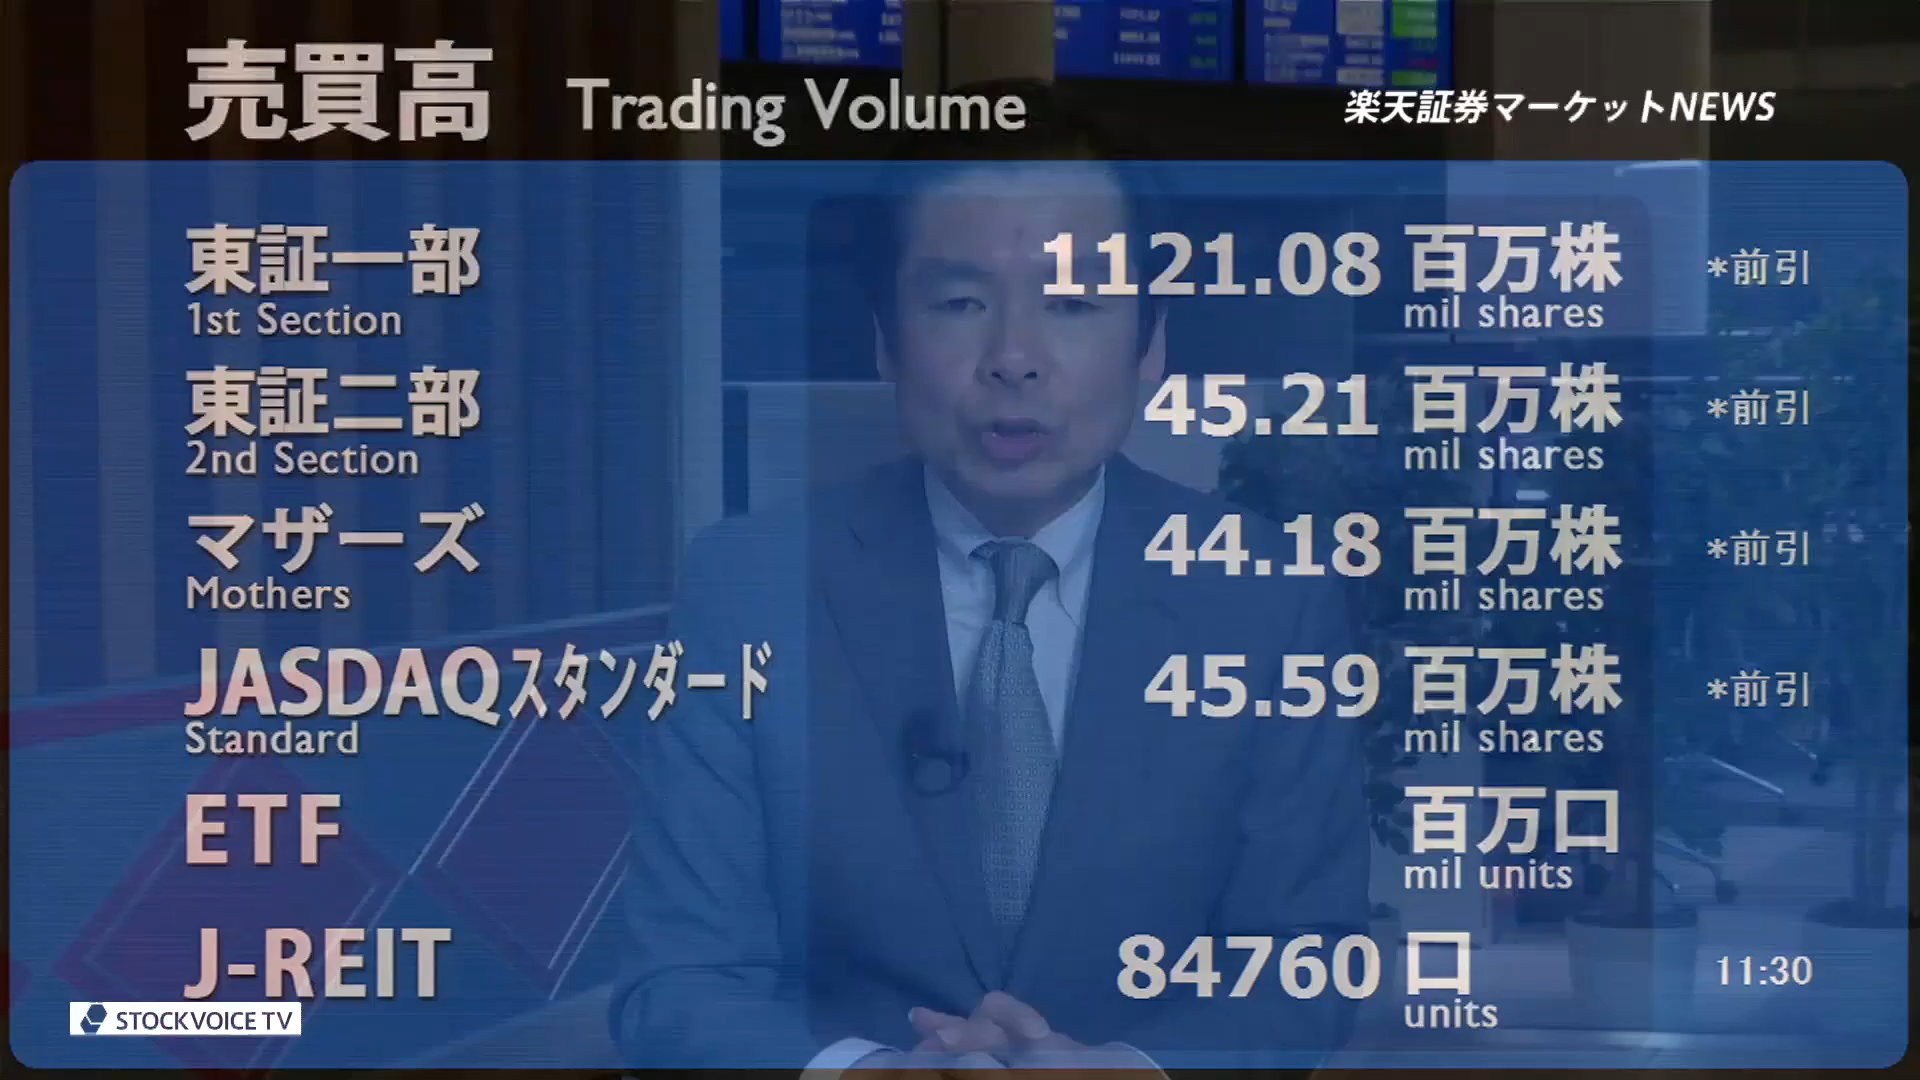 売買高 Trading Volume
楽天証券マーケットNEWS
東証一部 1121.08 百万株 *前引
1st Section mil shares
東証二部 45.21 百万株 *前引
2nd Section mil shares
マザーズ 44.18 百万株 *前引
Mothers mil shares
JASDAQスタンダード 45.59 百万株 *前引
Standard mil shares
ETF 百万口
mil units
J-REIT 84760 口 11:30
units
STOCKVOICE TV